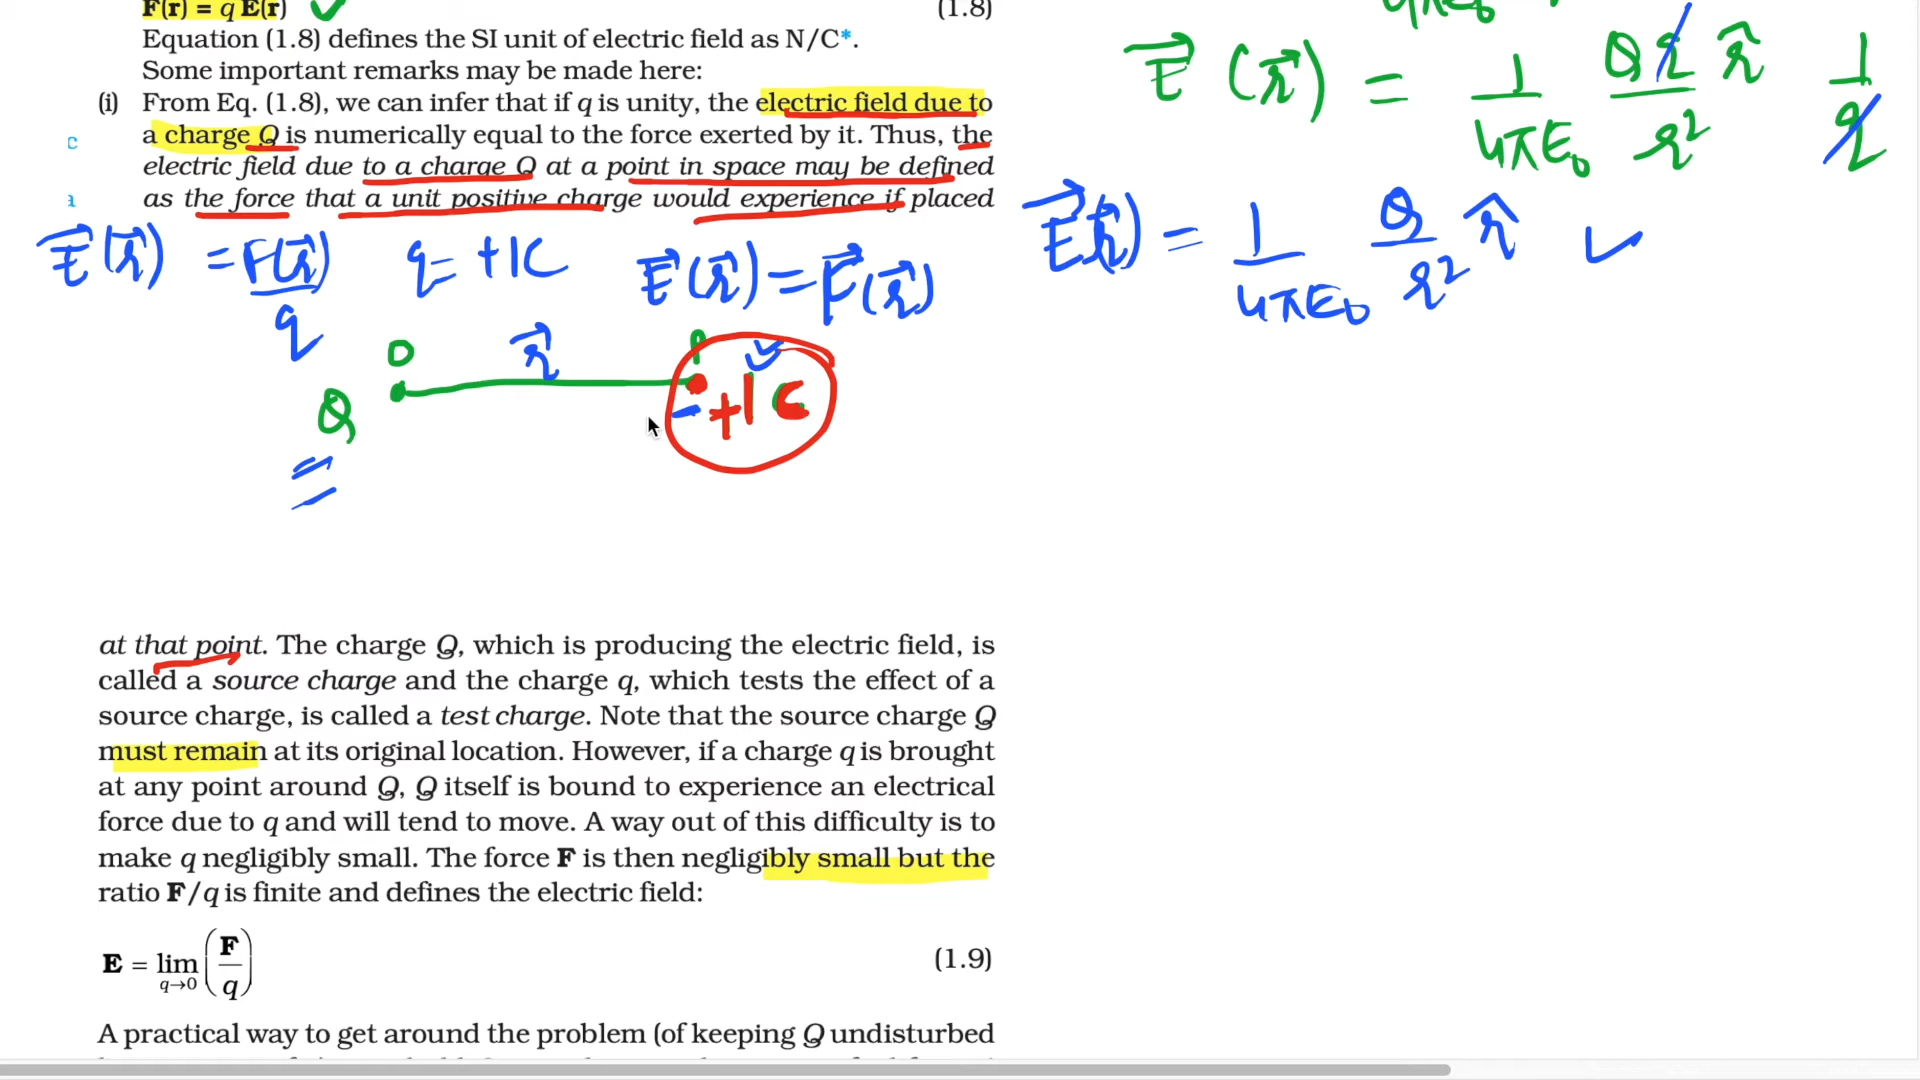 F(r) = q E(r) (1.8)
Equation (1.8) defines the SI unit of electric field as N/C*.
Some important remarks may be made here:
(i) From Eq. (1.8), we can infer that if q is unity, the electric field due to
a charge Q is numerically equal to the force exerted by it. Thus, the
electric field due to a charge Q at a point in space may be defined
as the force that a unit positive charge would experience if placed
c
a
E⃗(r⃗) = F(r⃗)/q q = +1C E⃗(r⃗) = F⃗(r⃗)
O r⃗ P
Q +1 C
at that point. The charge Q, which is producing the electric field, is
called a source charge and the charge q, which tests the effect of a
source charge, is called a test charge. Note that the source charge Q
must remain at its original location. However, if a charge q is brought
at any point around Q, Q itself is bound to experience an electrical
force due to q and will tend to move. A way out of this difficulty is to
make q negligibly small. The force F is then negligibly small but the
ratio F/q is finite and defines the electric field:
E = lim q→0 (F/q) (1.9)
A practical way to get around the problem (of keeping Q undisturbed
4πε0
E⃗(r⃗) = 1/4πε0 Qq/r² r̂ 1/q
E⃗(r⃗) = 1/4πε0 Q/r² r̂